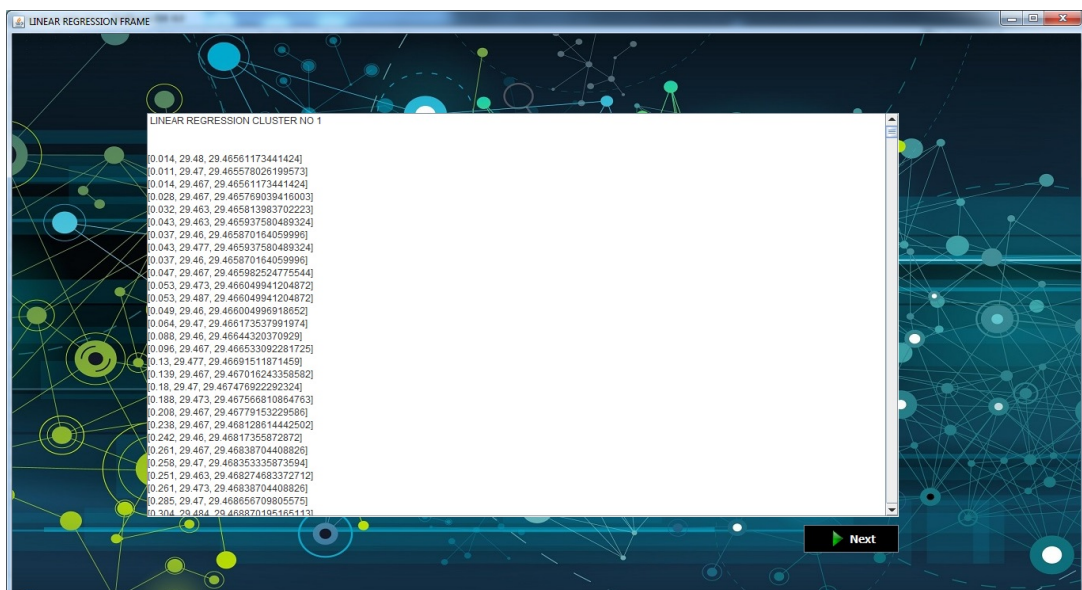 LINEAR REGRESSION FRAME
LINEAR REGRESSION CLUSTER NO 1
[0.014, 29.48, 29.46561173441424]
[0.011, 29.47, 29.465578026199573]
[0.014, 29.467, 29.46561173441424]
[0.028, 29.467, 29.465769039416003]
[0.032, 29.463, 29.465813983702223]
[0.043, 29.463, 29.465937580489324]
[0.037, 29.46, 29.465870164059996]
[0.043, 29.477, 29.465937580489324]
[0.037, 29.46, 29.465870164059996]
[0.047, 29.467, 29.465982524775544]
[0.053, 29.473, 29.466049941204872]
[0.053, 29.487, 29.466049941204872]
[0.049, 29.46, 29.466004996918652]
[0.064, 29.47, 29.466173537991974]
[0.088, 29.46, 29.46644320370929]
[0.096, 29.467, 29.466533092281725]
[0.13, 29.477, 29.46691511871459]
[0.139, 29.467, 29.467016243358582]
[0.18, 29.47, 29.467476922292324]
[0.188, 29.473, 29.467566810864763]
[0.208, 29.467, 29.46779153229586]
[0.238, 29.467, 29.468128614442502]
[0.242, 29.46, 29.46817355872872]
[0.261, 29.467, 29.46838704408826]
[0.258, 29.47, 29.468353335873594]
[0.251, 29.463, 29.468274683372712]
[0.261, 29.473, 29.46838704408826]
[0.285, 29.47, 29.468656709805575]
[0.304, 29.484, 29.468870195165113]
Next